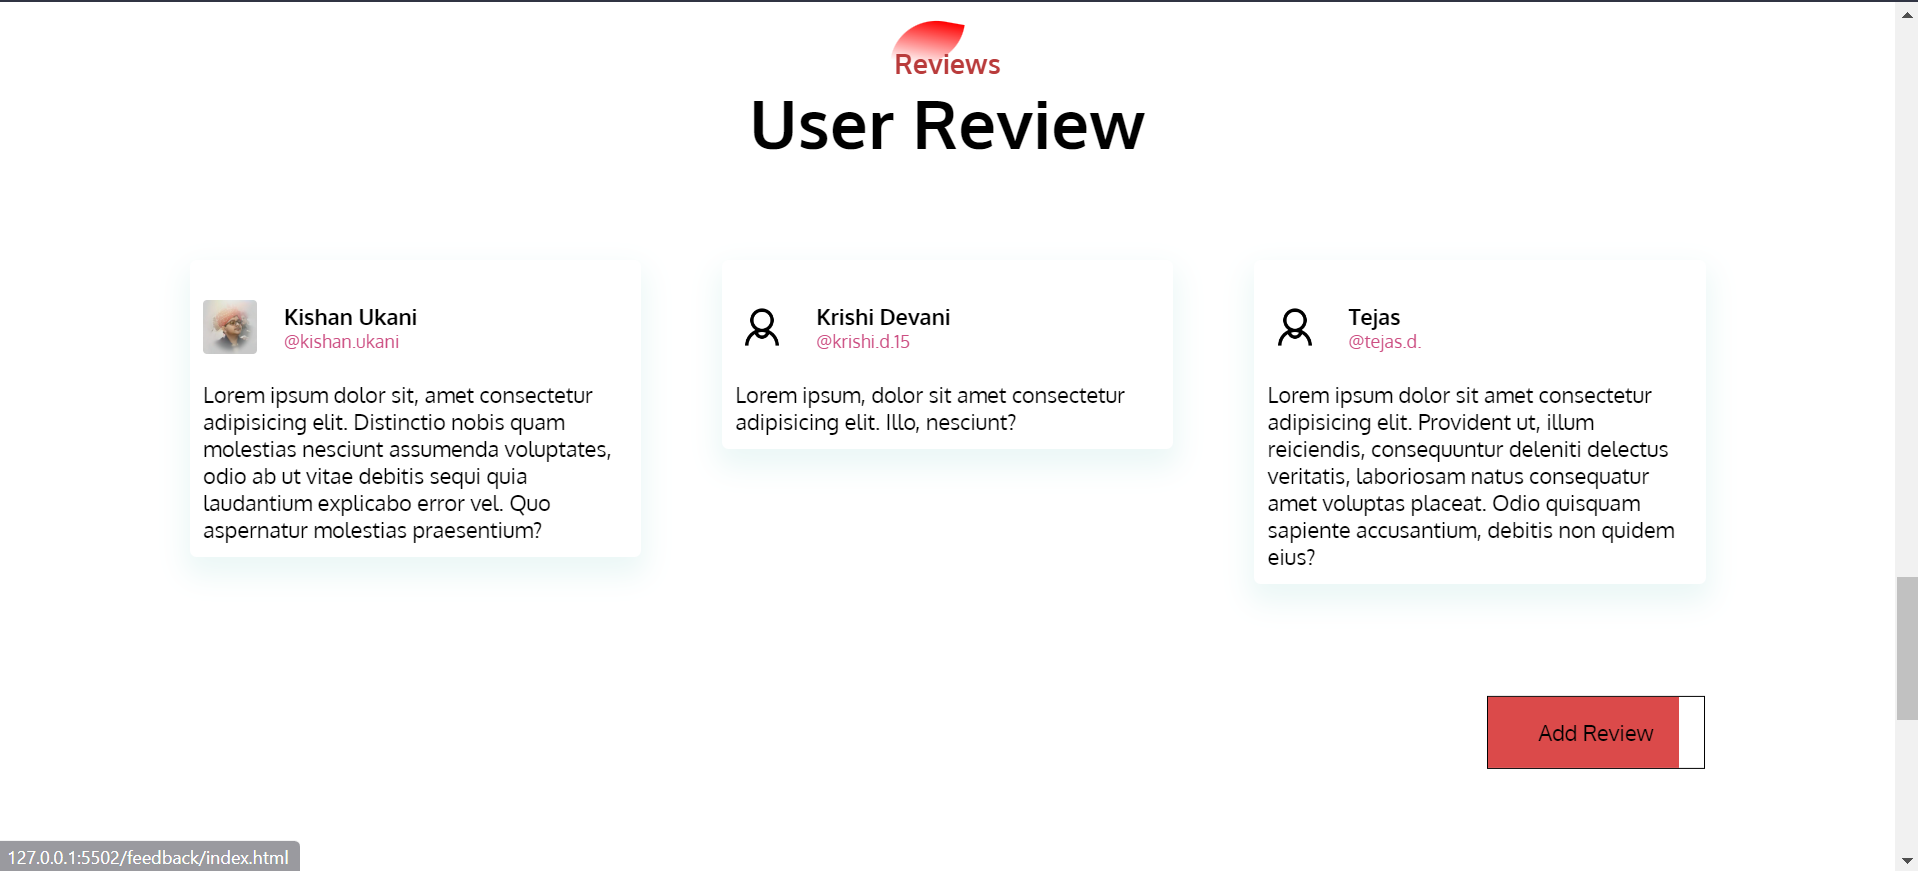 Reviews
User Review
Kishan Ukani
@kishan.ukani
Lorem ipsum dolor sit, amet consectetur
adipisicing elit. Distinctio nobis quam
molestias nesciunt assumenda voluptates,
odio ab ut vitae debitis sequi quia
laudantium explicabo error vel. Quo
aspernatur molestias praesentium?
Krishi Devani
@krishi.d.15
Lorem ipsum, dolor sit amet consectetur
adipisicing elit. Illo, nesciunt?
Tejas
@tejas.d.
Lorem ipsum dolor sit amet consectetur
adipisicing elit. Provident ut, illum
reiciendis, consequuntur deleniti delectus
veritatis, laboriosam natus consequatur
amet voluptas placeat. Odio quisquam
sapiente accusantium, debitis non quidem
eius?
Add Review
127.0.0.1:5502/feedback/index.html